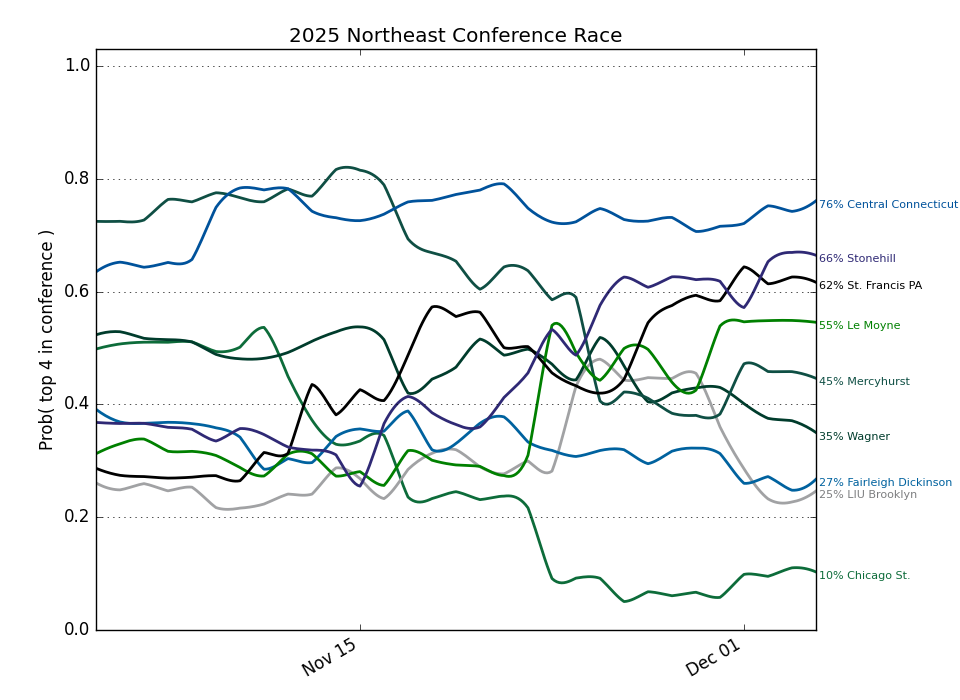 2025 Northeast Conference Race
Prob( top 4 in conference )
1.0
0.8
0.6
0.4
0.2
0.0
Nov 15
Dec 01
76% Central Connecticut
66% Stonehill
62% St. Francis PA
55% Le Moyne
45% Mercyhurst
35% Wagner
27% Fairleigh Dickinson
25% LIU Brooklyn
10% Chicago St.